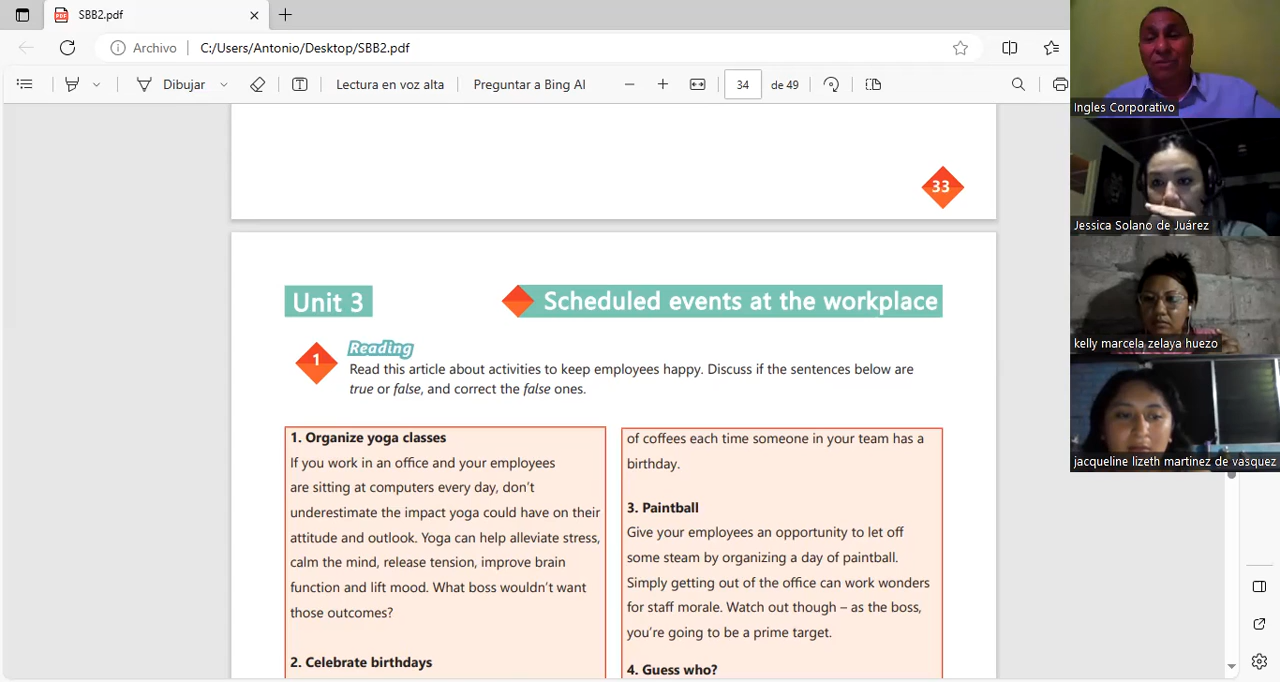 SBB2.pdf
Archivo
C:/Users/Antonio/Desktop/SBB2.pdf
Dibujar
Lectura en voz alta
Preguntar a Bing AI
34
de 49
33
Unit 3
Scheduled events at the workplace
1
Reading
Read this article about activities to keep employees happy. Discuss if the sentences below are
true or false, and correct the false ones.
1. Organize yoga classes
If you work in an office and your employees
are sitting at computers every day, don't
underestimate the impact yoga could have on their
attitude and outlook. Yoga can help alleviate stress,
calm the mind, release tension, improve brain
function and lift mood. What boss wouldn't want
those outcomes?
2. Celebrate birthdays
of coffees each time someone in your team has a
birthday.
3. Paintball
Give your employees an opportunity to let off
some steam by organizing a day of paintball.
Simply getting out of the office can work wonders
for staff morale. Watch out though – as the boss,
you're going to be a prime target.
4. Guess who?
Ingles Corporativo
Jessica Solano de Juárez
kelly marcela zelaya huezo
jacqueline lizeth martinez de vasquez